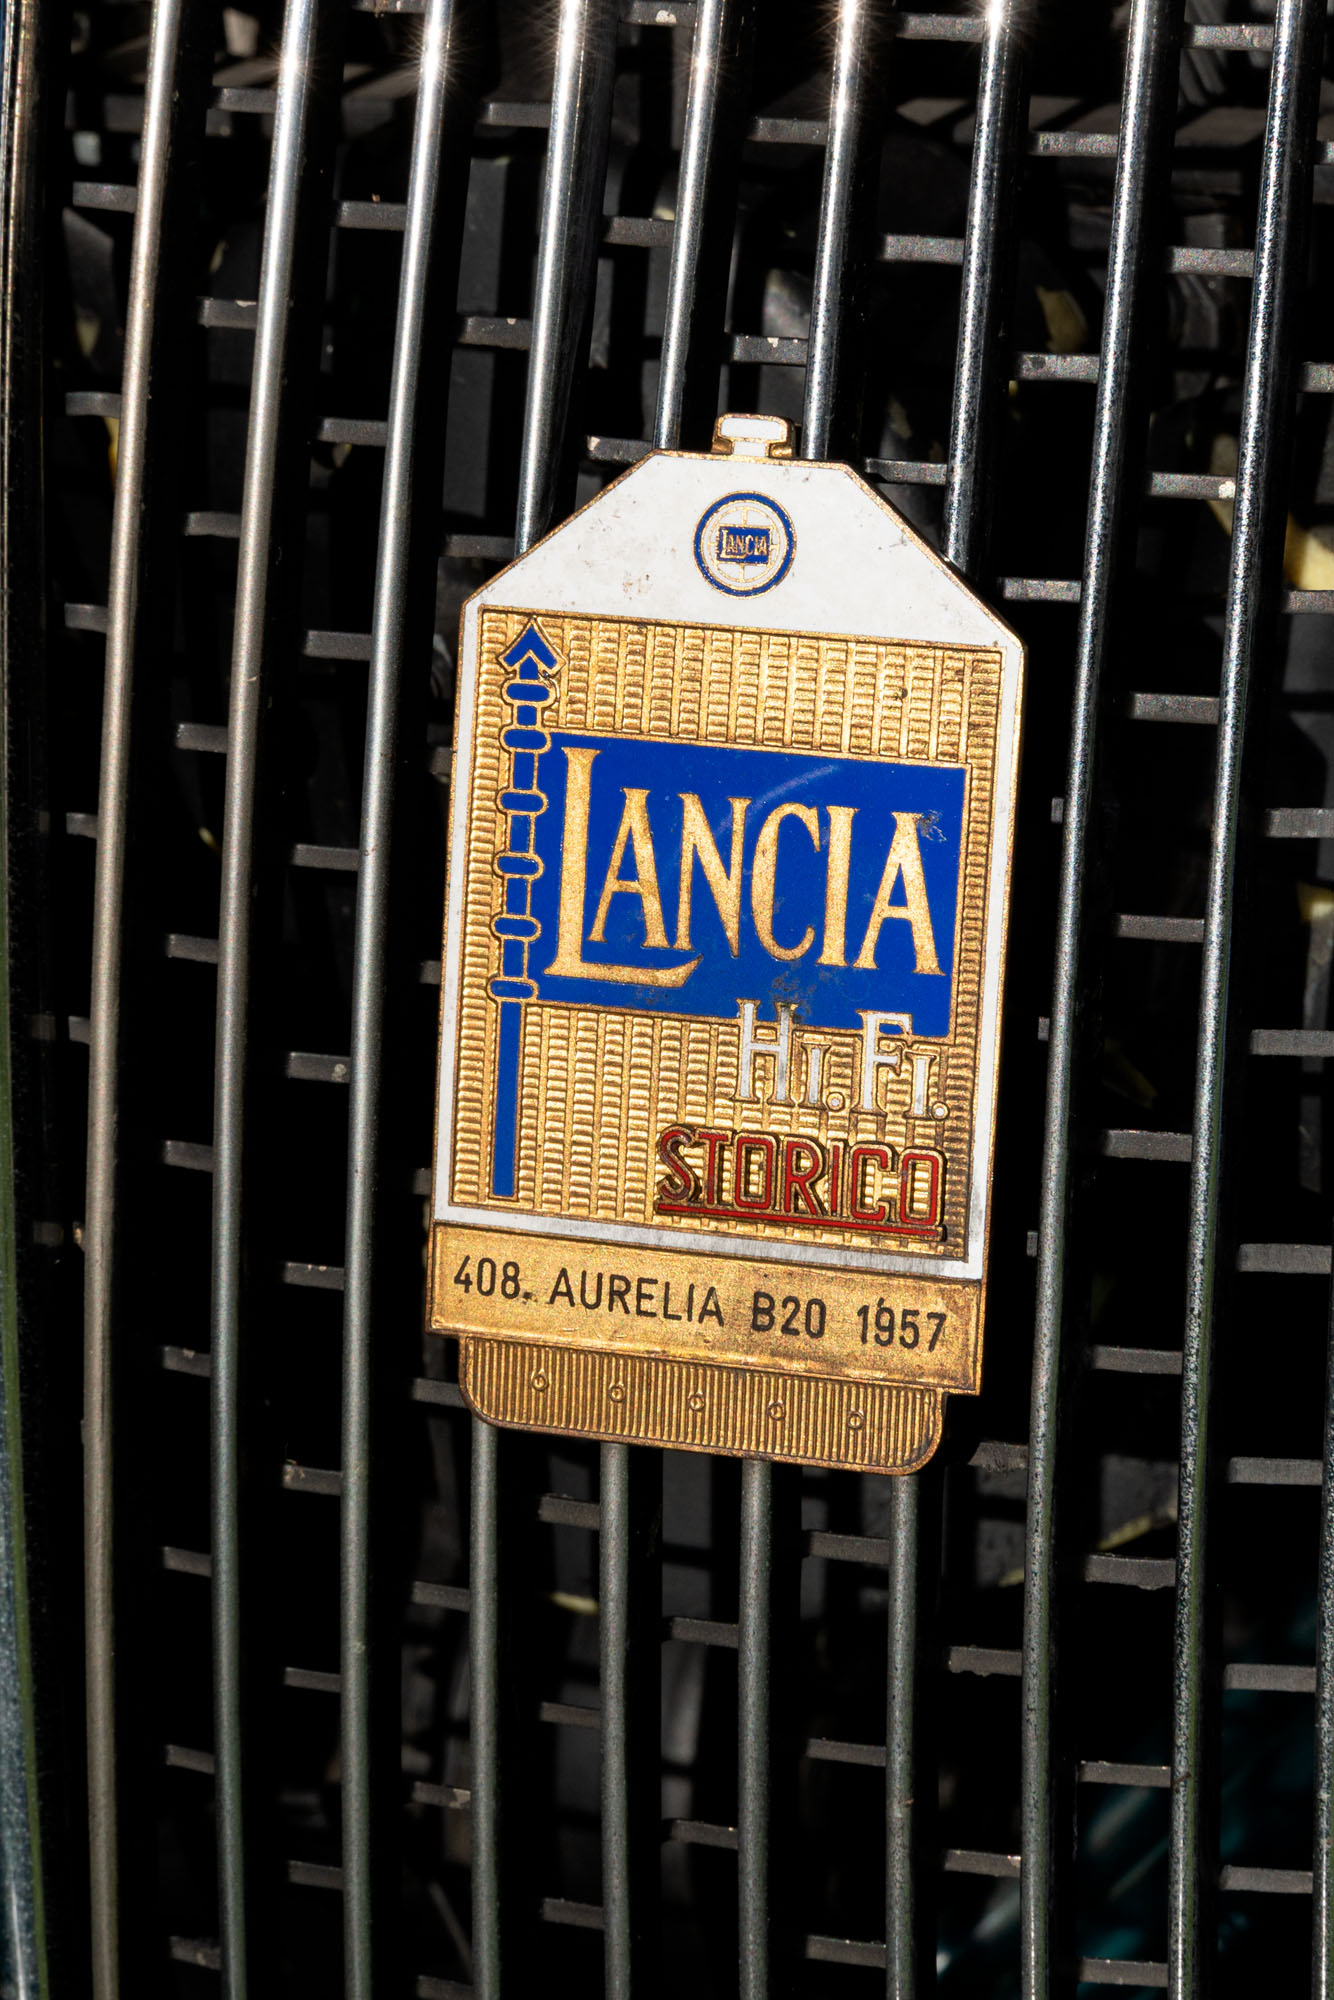 LANCIA
LANCIA
Hi.Fi.
STORICO
408. AURELIA B20 1957